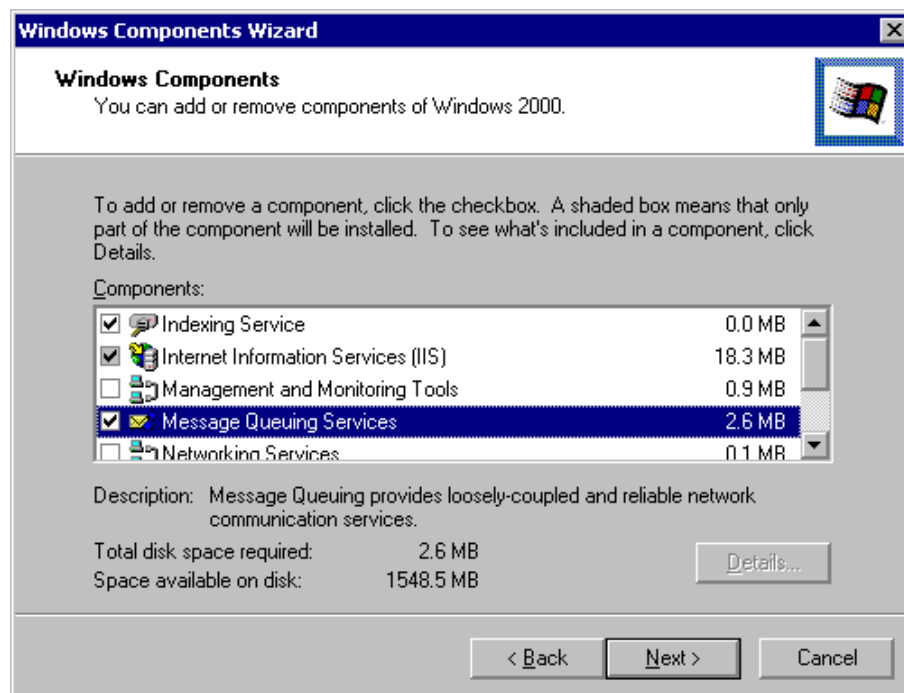 Windows Components Wizard
Windows Components
You can add or remove components of Windows 2000.
To add or remove a component, click the checkbox. A shaded box means that only
part of the component will be installed. To see what's included in a component, click
Details.
Components:
Indexing Service 0.0 MB
Internet Information Services (IIS) 18.3 MB
Management and Monitoring Tools 0.9 MB
Message Queuing Services 2.6 MB
Networking Services 0.1 MB
Description: Message Queuing provides loosely-coupled and reliable network
communication services.
Total disk space required: 2.6 MB
Space available on disk: 1548.5 MB
Details...
< Back Next > Cancel